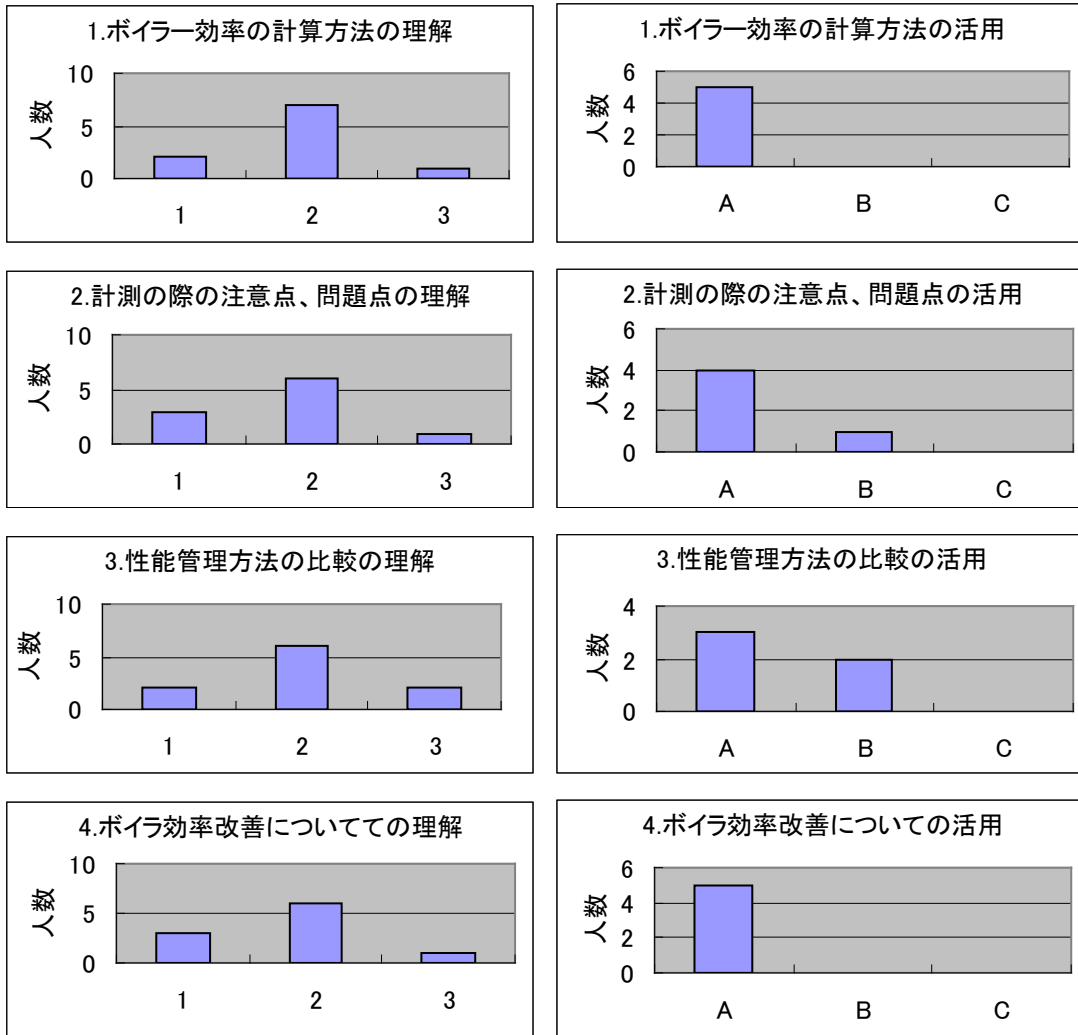 1.ボイラー効率の計算方法の理解
10
5
0
人数
1 2 3
1.ボイラー効率の計算方法の活用
6
4
2
0
人数
A B C
2.計測の際の注意点、問題点の理解
10
5
0
人数
1 2 3
2.計測の際の注意点、問題点の活用
6
4
2
0
人数
A B C
3.性能管理方法の比較の理解
10
5
0
人数
1 2 3
3.性能管理方法の比較の活用
4
2
0
人数
A B C
4.ボイラ効率改善についてての理解
10
5
0
人数
1 2 3
4.ボイラ効率改善についての活用
6
4
2
0
人数
A B C